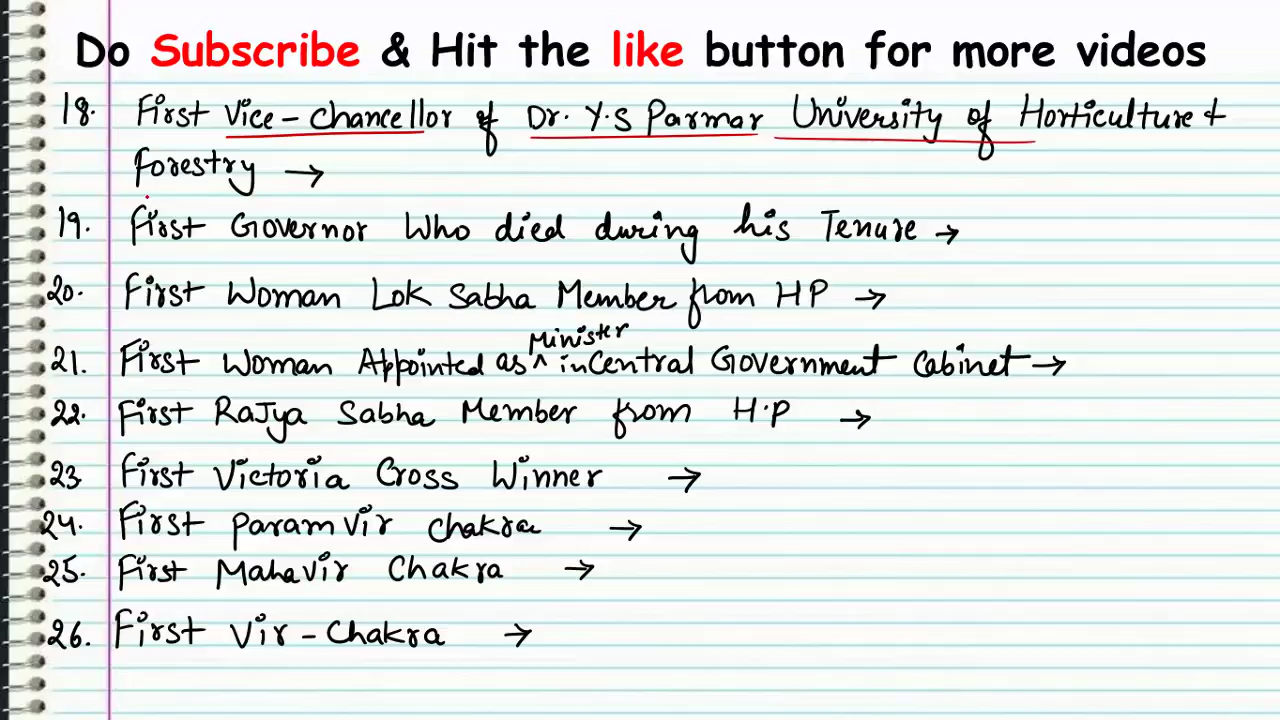 Do Subscribe & Hit the like button for more videos
18. First Vice-Chancellor of Dr. Y.S Parmar University of Horticulture +
Forestry →
19. First Governor Who died during his Tenure →
20. First Woman Lok Sabha Member from HP →
21. First Woman Appointed as ^ Minister in Central Government Cabinet →
22. First Rajya Sabha Member from H.P →
23. First Victoria Cross Winner →
24. First Paramvir Chakra →
25. First Mahavir Chakra →
26. First Vir-Chakra →